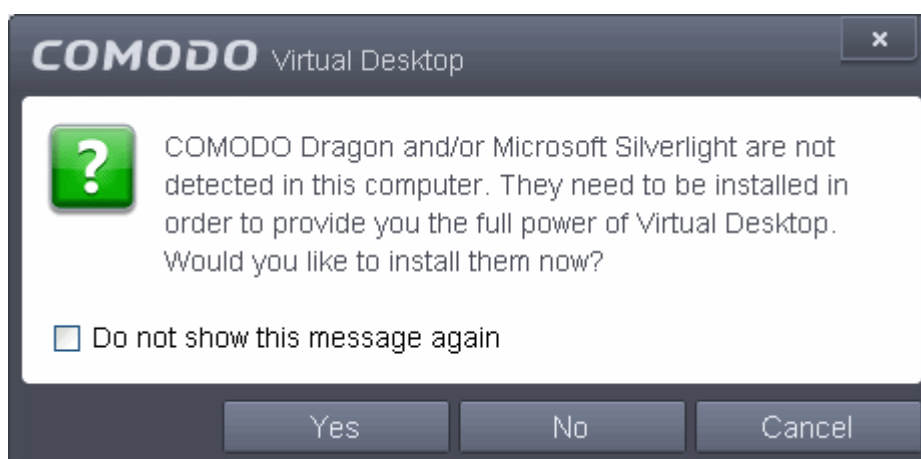 COMODO Virtual Desktop
COMODO Dragon and/or Microsoft Silverlight are not
detected in this computer. They need to be installed in
order to provide you the full power of Virtual Desktop.
Would you like to install them now?
Do not show this message again
Yes No Cancel